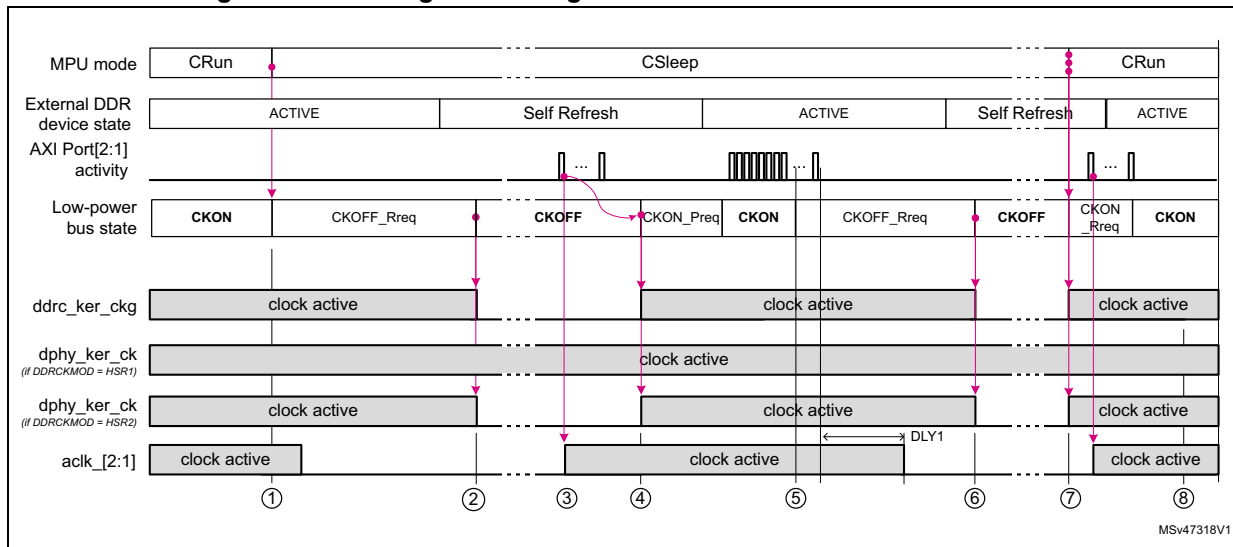 MPU mode CRun CSleep CRun
External DDR
device state ACTIVE Self Refresh ACTIVE Self Refresh ACTIVE
AXI Port[2:1]
activity ... ... ... ...
Low-power
bus state CKON CKOFF_Rreq CKOFF CKON_Preq CKON CKOFF_Rreq CKOFF CKON
_Rreq CKON
ddrc_ker_ckg clock active clock active clock active
dphy_ker_ck clock active
(if DDRCKMOD = HSR1)
dphy_ker_ck clock active clock active clock active
(if DDRCKMOD = HSR2)
DLY1
aclk_[2:1] clock active clock active clock active
1 2 3 4 5 6 7 8
MSv47318V1